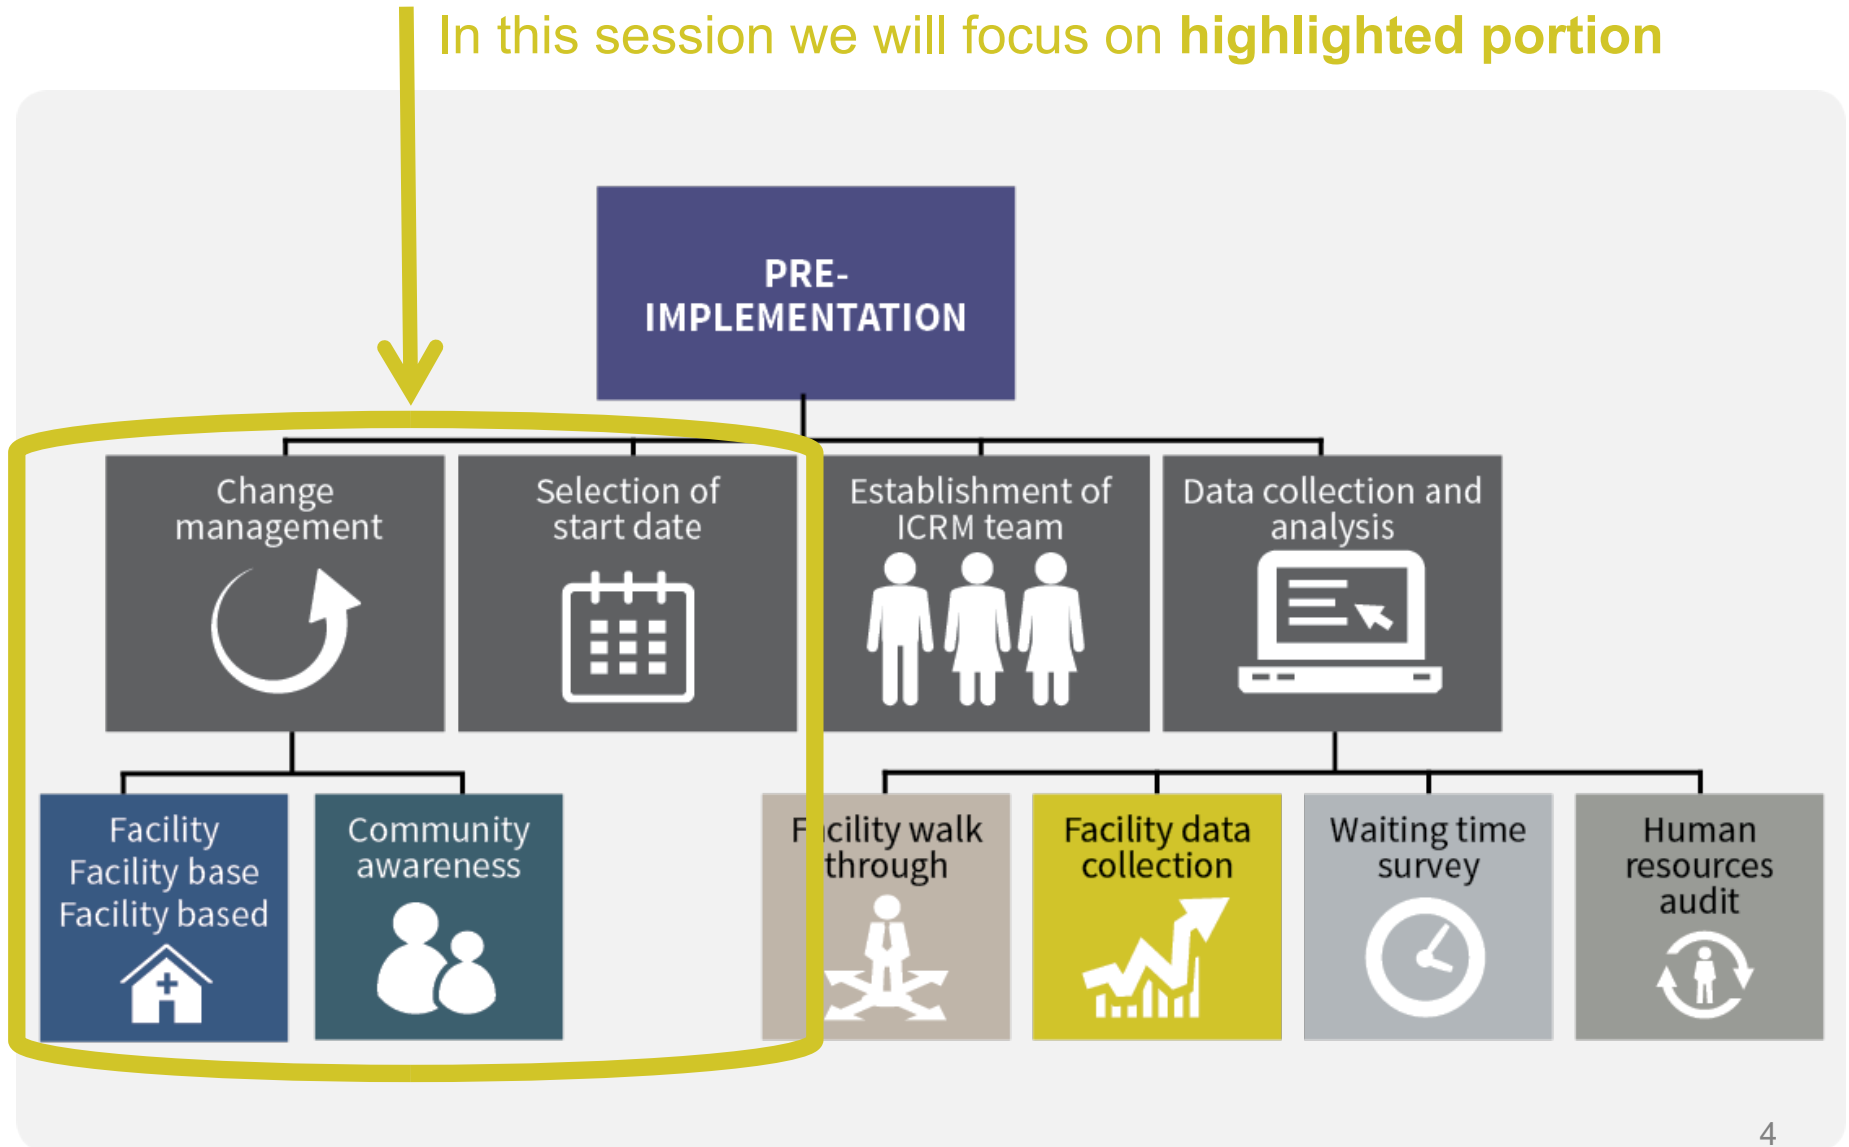 In this session we will focus on highlighted portion
PRE-
IMPLEMENTATION
Change
management
Selection of
start date
Establishment of
ICRM team
Data collection and
analysis
Facility
Facility base
Facility based
Community
awareness
Facility walk
through
Facility data
collection
Waiting time
survey
Human
resources
audit
4